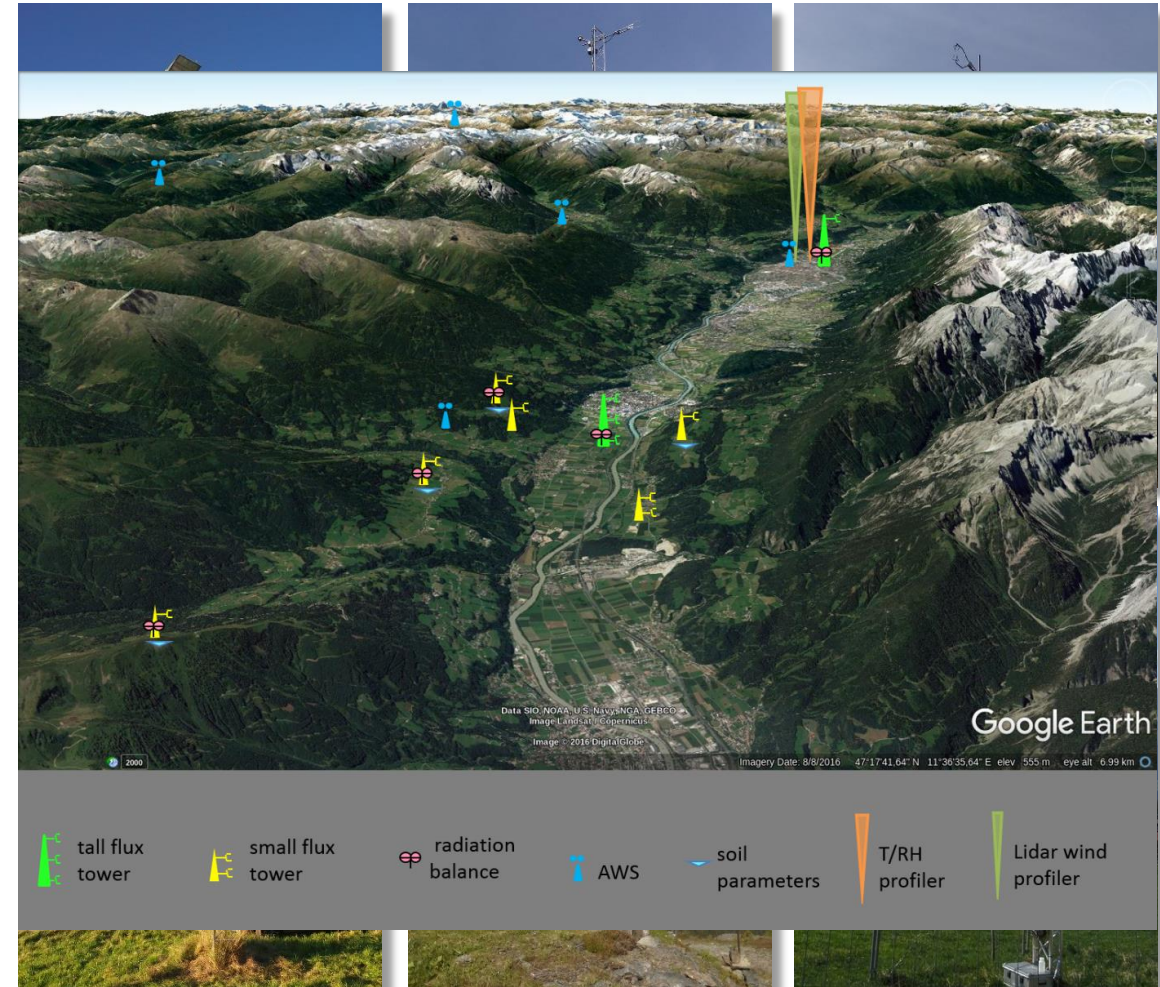 Data SIO, NOAA, U.S. Navy, NGA, GEBCO
Image Landsat / Copernicus
Image © 2016 DigitalGlobe
Google Earth
2000
Imagery Date: 8/8/2016 47°17'41,64" N 11°36'35,64" E elev 555 m eye alt 6.99 km
tall flux
tower
small flux
tower
radiation
balance
AWS
soil
parameters
T/RH
profiler
Lidar wind
profiler